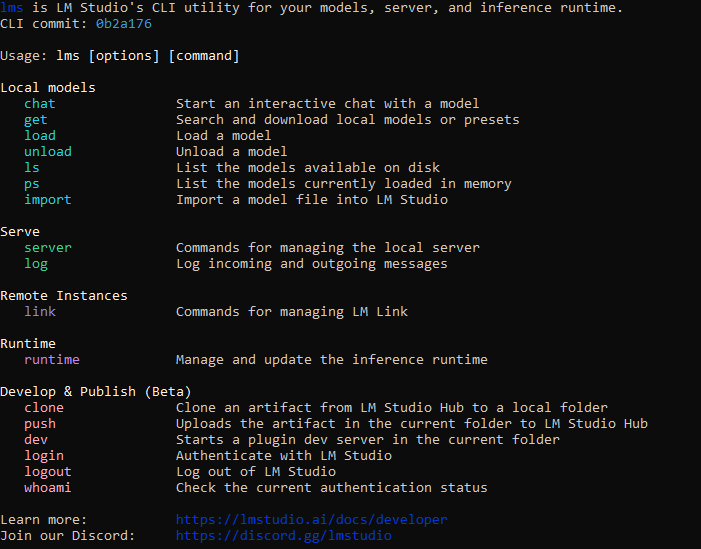 lms is LM Studio's CLI utility for your models, server, and inference runtime.
CLI commit: 0b2a176
Usage: lms [options] [command]
Local models
chat Start an interactive chat with a model
get Search and download local models or presets
load Load a model
unload Unload a model
ls List the models available on disk
ps List the models currently loaded in memory
import Import a model file into LM Studio
Serve
server Commands for managing the local server
log Log incoming and outgoing messages
Remote Instances
link Commands for managing LM Link
Runtime
runtime Manage and update the inference runtime
Develop & Publish (Beta)
clone Clone an artifact from LM Studio Hub to a local folder
push Uploads the artifact in the current folder to LM Studio Hub
dev Starts a plugin dev server in the current folder
login Authenticate with LM Studio
logout Log out of LM Studio
whoami Check the current authentication status
Learn more: https://lmstudio.ai/docs/developer
Join our Discord: https://discord.gg/lmstudio